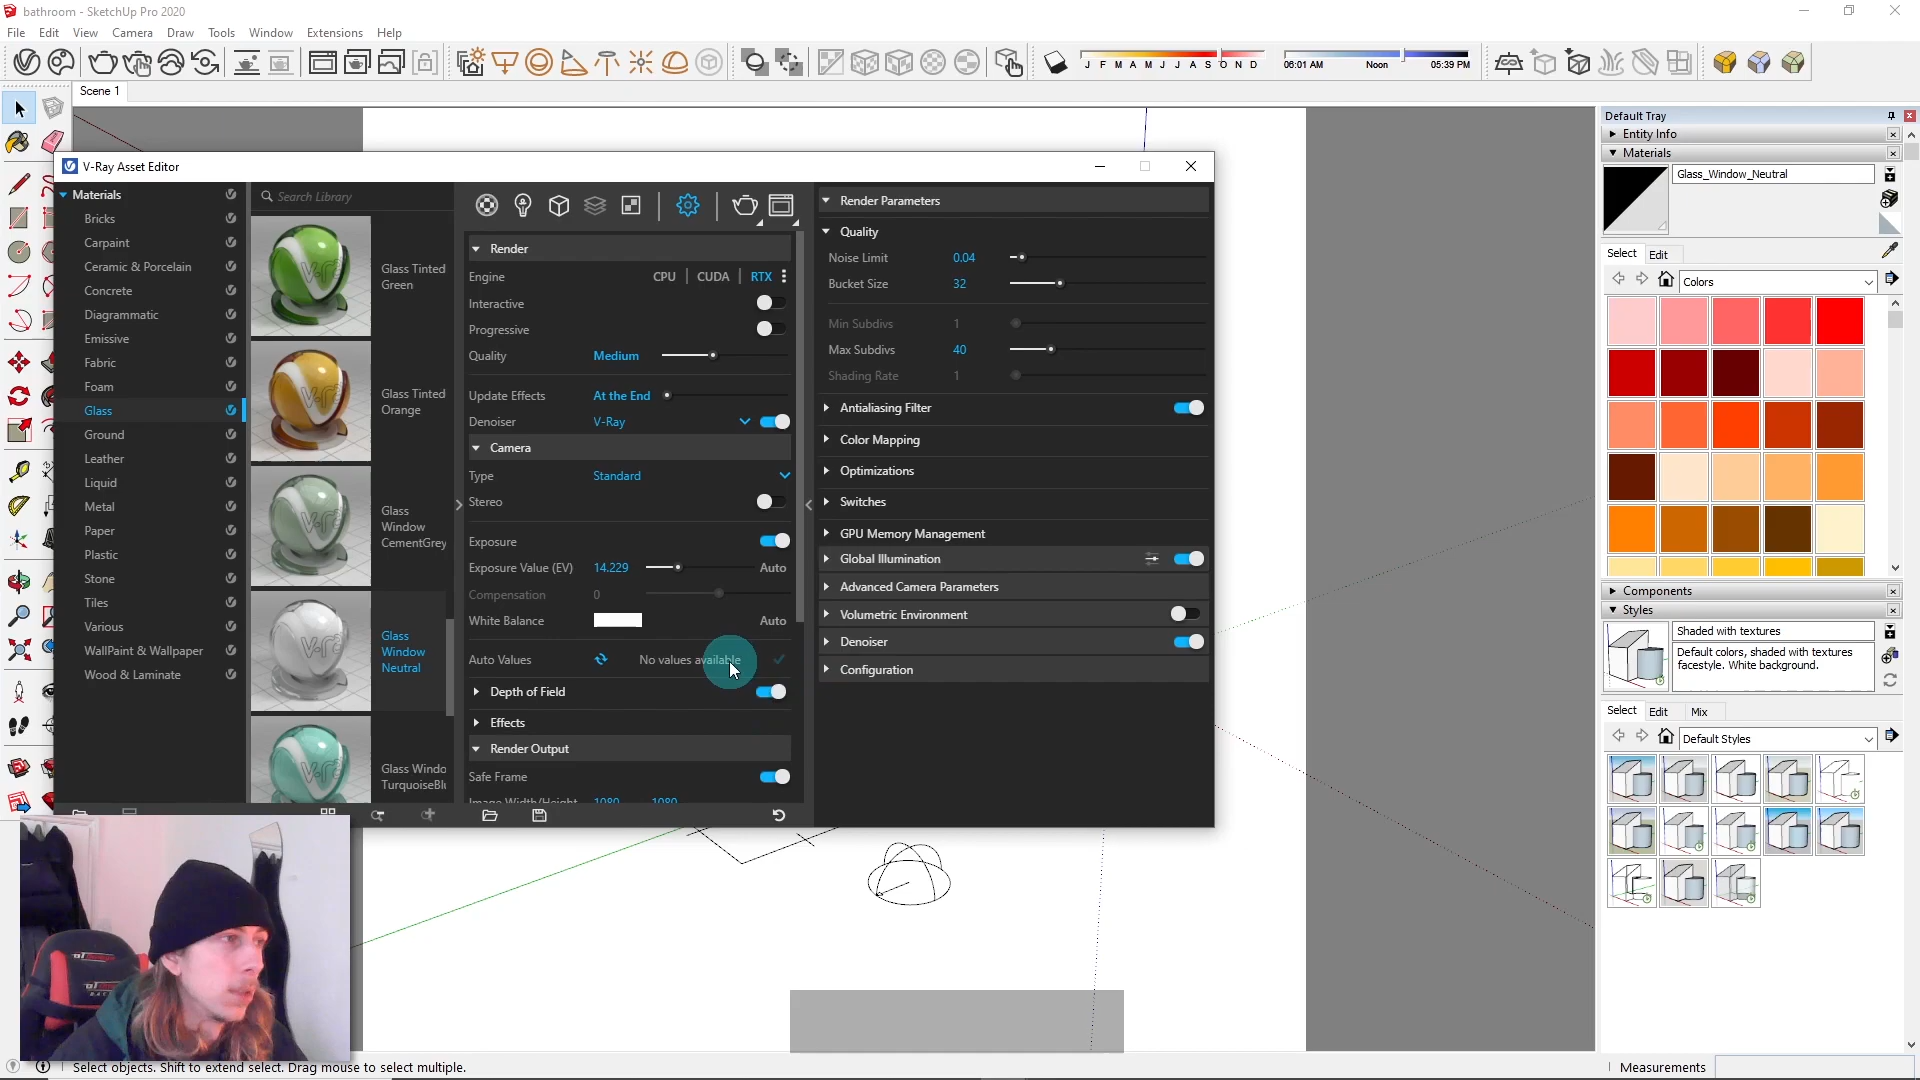 bathroom - SketchUp Pro 2020
File Edit View Camera Draw Tools Window Extensions Help
J F M A M J J A S O N D
06:01 AM Noon 05:39 PM
Scene 1
V-Ray Asset Editor
Materials
Bricks
Carpaint
Ceramic & Porcelain
Concrete
Diagrammatic
Emissive
Fabric
Foam
Glass
Ground
Leather
Liquid
Metal
Paper
Plastic
Stone
Tiles
Various
WallPaint & Wallpaper
Wood & Laminate
Search Library
Glass Tinted
Green
Glass Tinted
Orange
Glass
Window
CementGrey
Glass
Window
Neutral
Glass Windo
TurquoiseBlu
Render
Engine CPU | CUDA | RTX
Interactive
Progressive
Quality Medium
Update Effects At the End
Denoiser V-Ray
Camera
Type Standard
Stereo
Exposure
Exposure Value (EV) 14.229 Auto
Compensation 0
White Balance Auto
Auto Values No values available
Depth of Field
Effects
Render Output
Safe Frame
Image Width/Height 1080 1080
Render Parameters
Quality
Noise Limit 0.04
Bucket Size 32
Min Subdivs 1
Max Subdivs 40
Shading Rate 1
Antialiasing Filter
Color Mapping
Optimizations
Switches
GPU Memory Management
Global Illumination
Advanced Camera Parameters
Volumetric Environment
Denoiser
Configuration
Default Tray
Entity Info
Materials
Glass_Window_Neutral
Select Edit
Colors
Components
Styles
Shaded with textures
Default colors, shaded with textures
facestyle. White background.
Select Edit Mix
Default Styles
Select objects. Shift to extend select. Drag mouse to select multiple.
Measurements